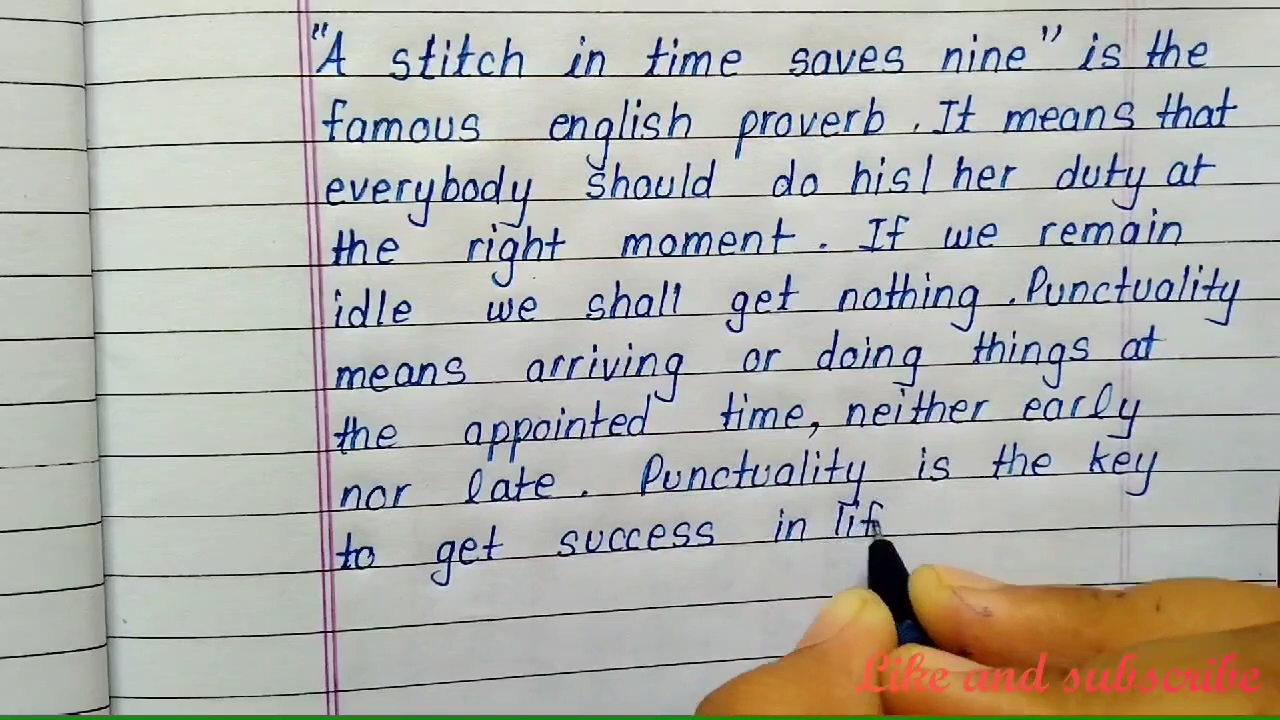 "A stitch in time saves nine" is the
famous english proverb. It means that
everybody should do his/her duty at
the right moment. If we remain
idle we shall get nothing. Punctuality
means arriving or doing things at
the appointed time, neither early
nor late. Punctuality is the key
to get success in lif
Like and subscribe